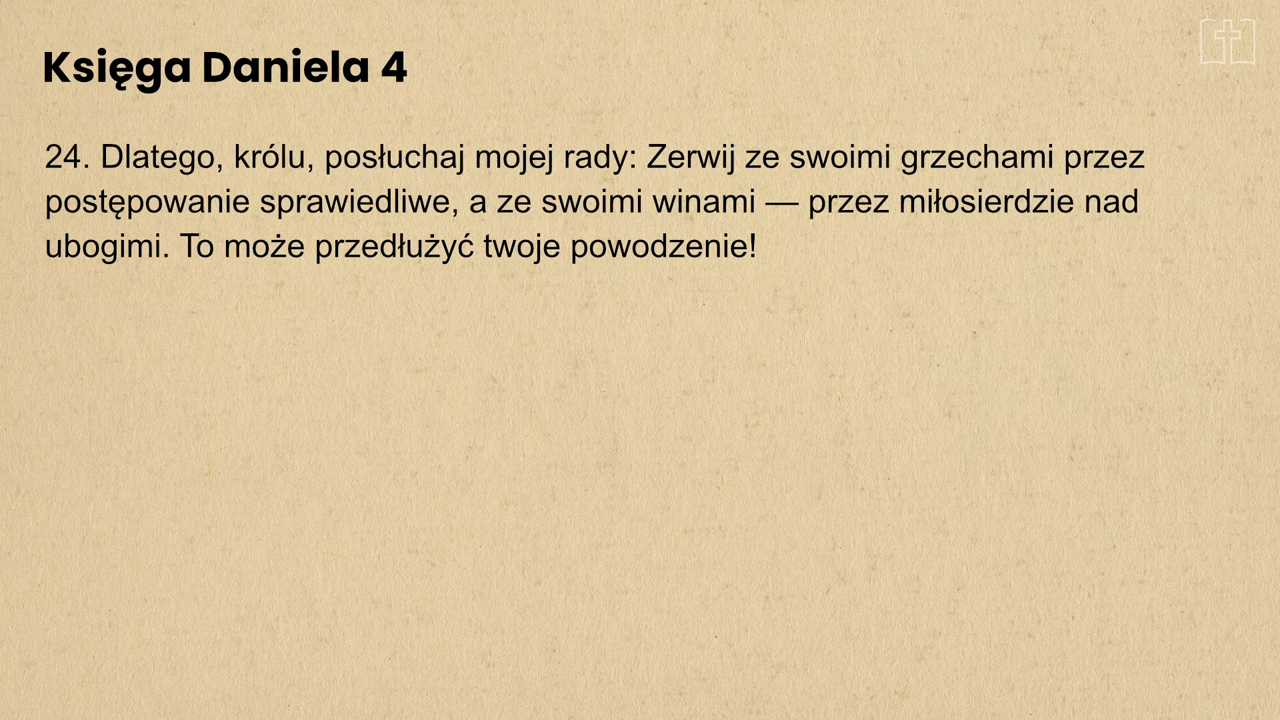 Księga Daniela 4
24. Dlatego, królu, posłuchaj mojej rady: Zerwij ze swoimi grzechami przez
postępowanie sprawiedliwe, a ze swoimi winami — przez miłosierdzie nad
ubogimi. To może przedłużyć twoje powodzenie!